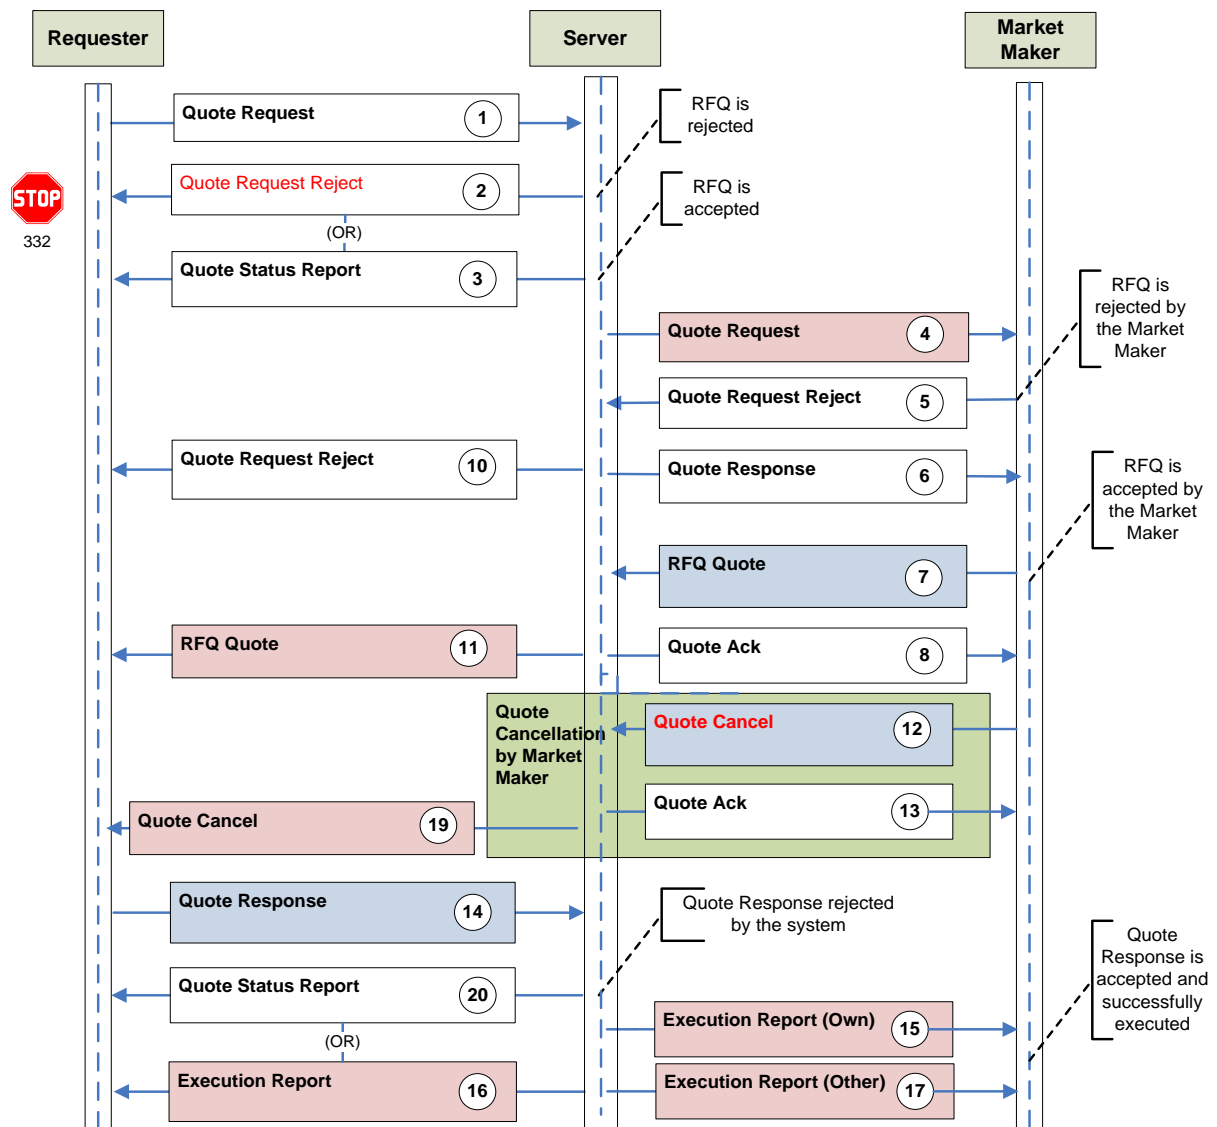 Requester
Server
Market
Maker
Quote Request
1
RFQ is
rejected
STOP
332
Quote Request Reject
2
RFQ is
accepted
(OR)
Quote Status Report
3
Quote Request
4
RFQ is
rejected by
the Market
Maker
Quote Request Reject
5
Quote Request Reject
10
Quote Response
6
RFQ is
accepted by
the Market
Maker
RFQ Quote
7
RFQ Quote
11
Quote Ack
8
Quote
Cancellation
by Market
Maker
Quote Cancel
12
Quote Ack
13
Quote Cancel
19
Quote Response
14
Quote Response rejected
by the system
Quote
Response is
accepted and
successfully
executed
Quote Status Report
20
Execution Report (Own)
15
(OR)
Execution Report
16
Execution Report (Other)
17